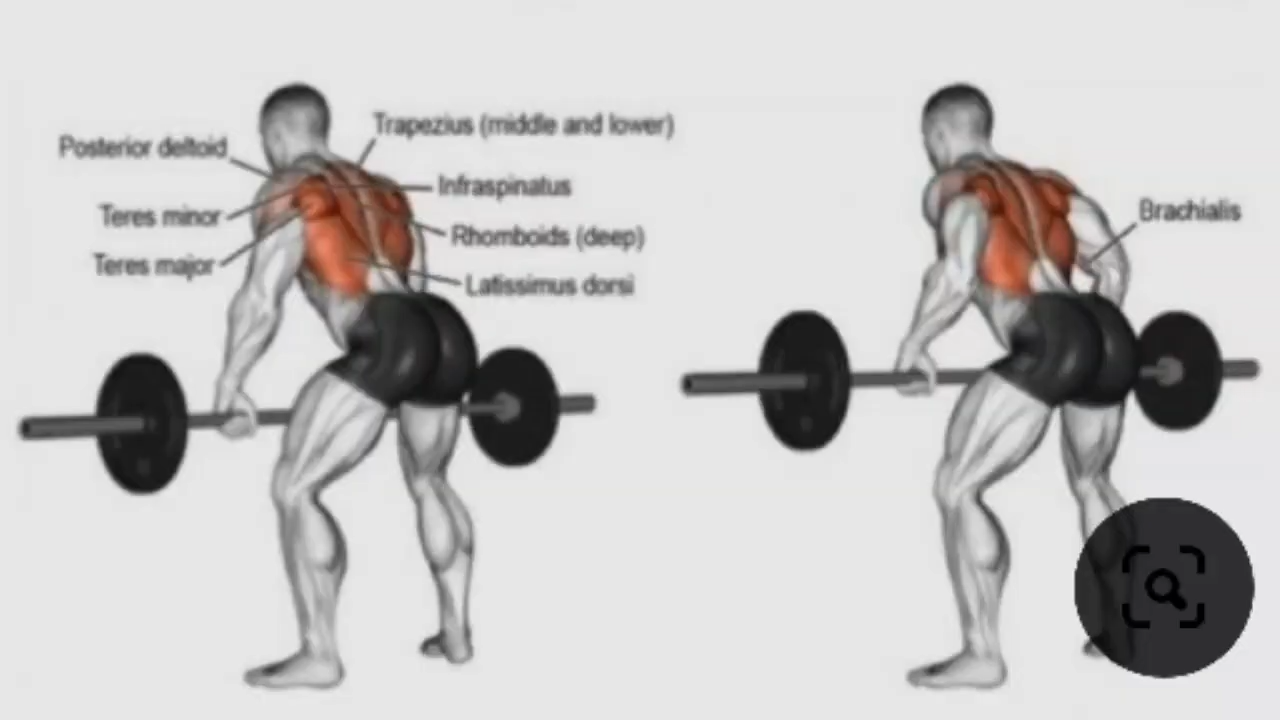 Trapezius (middle and lower)
Posterior deltoid
Infraspinatus
Teres minor
Rhomboids (deep)
Teres major
Latissimus dorsi
Brachialis